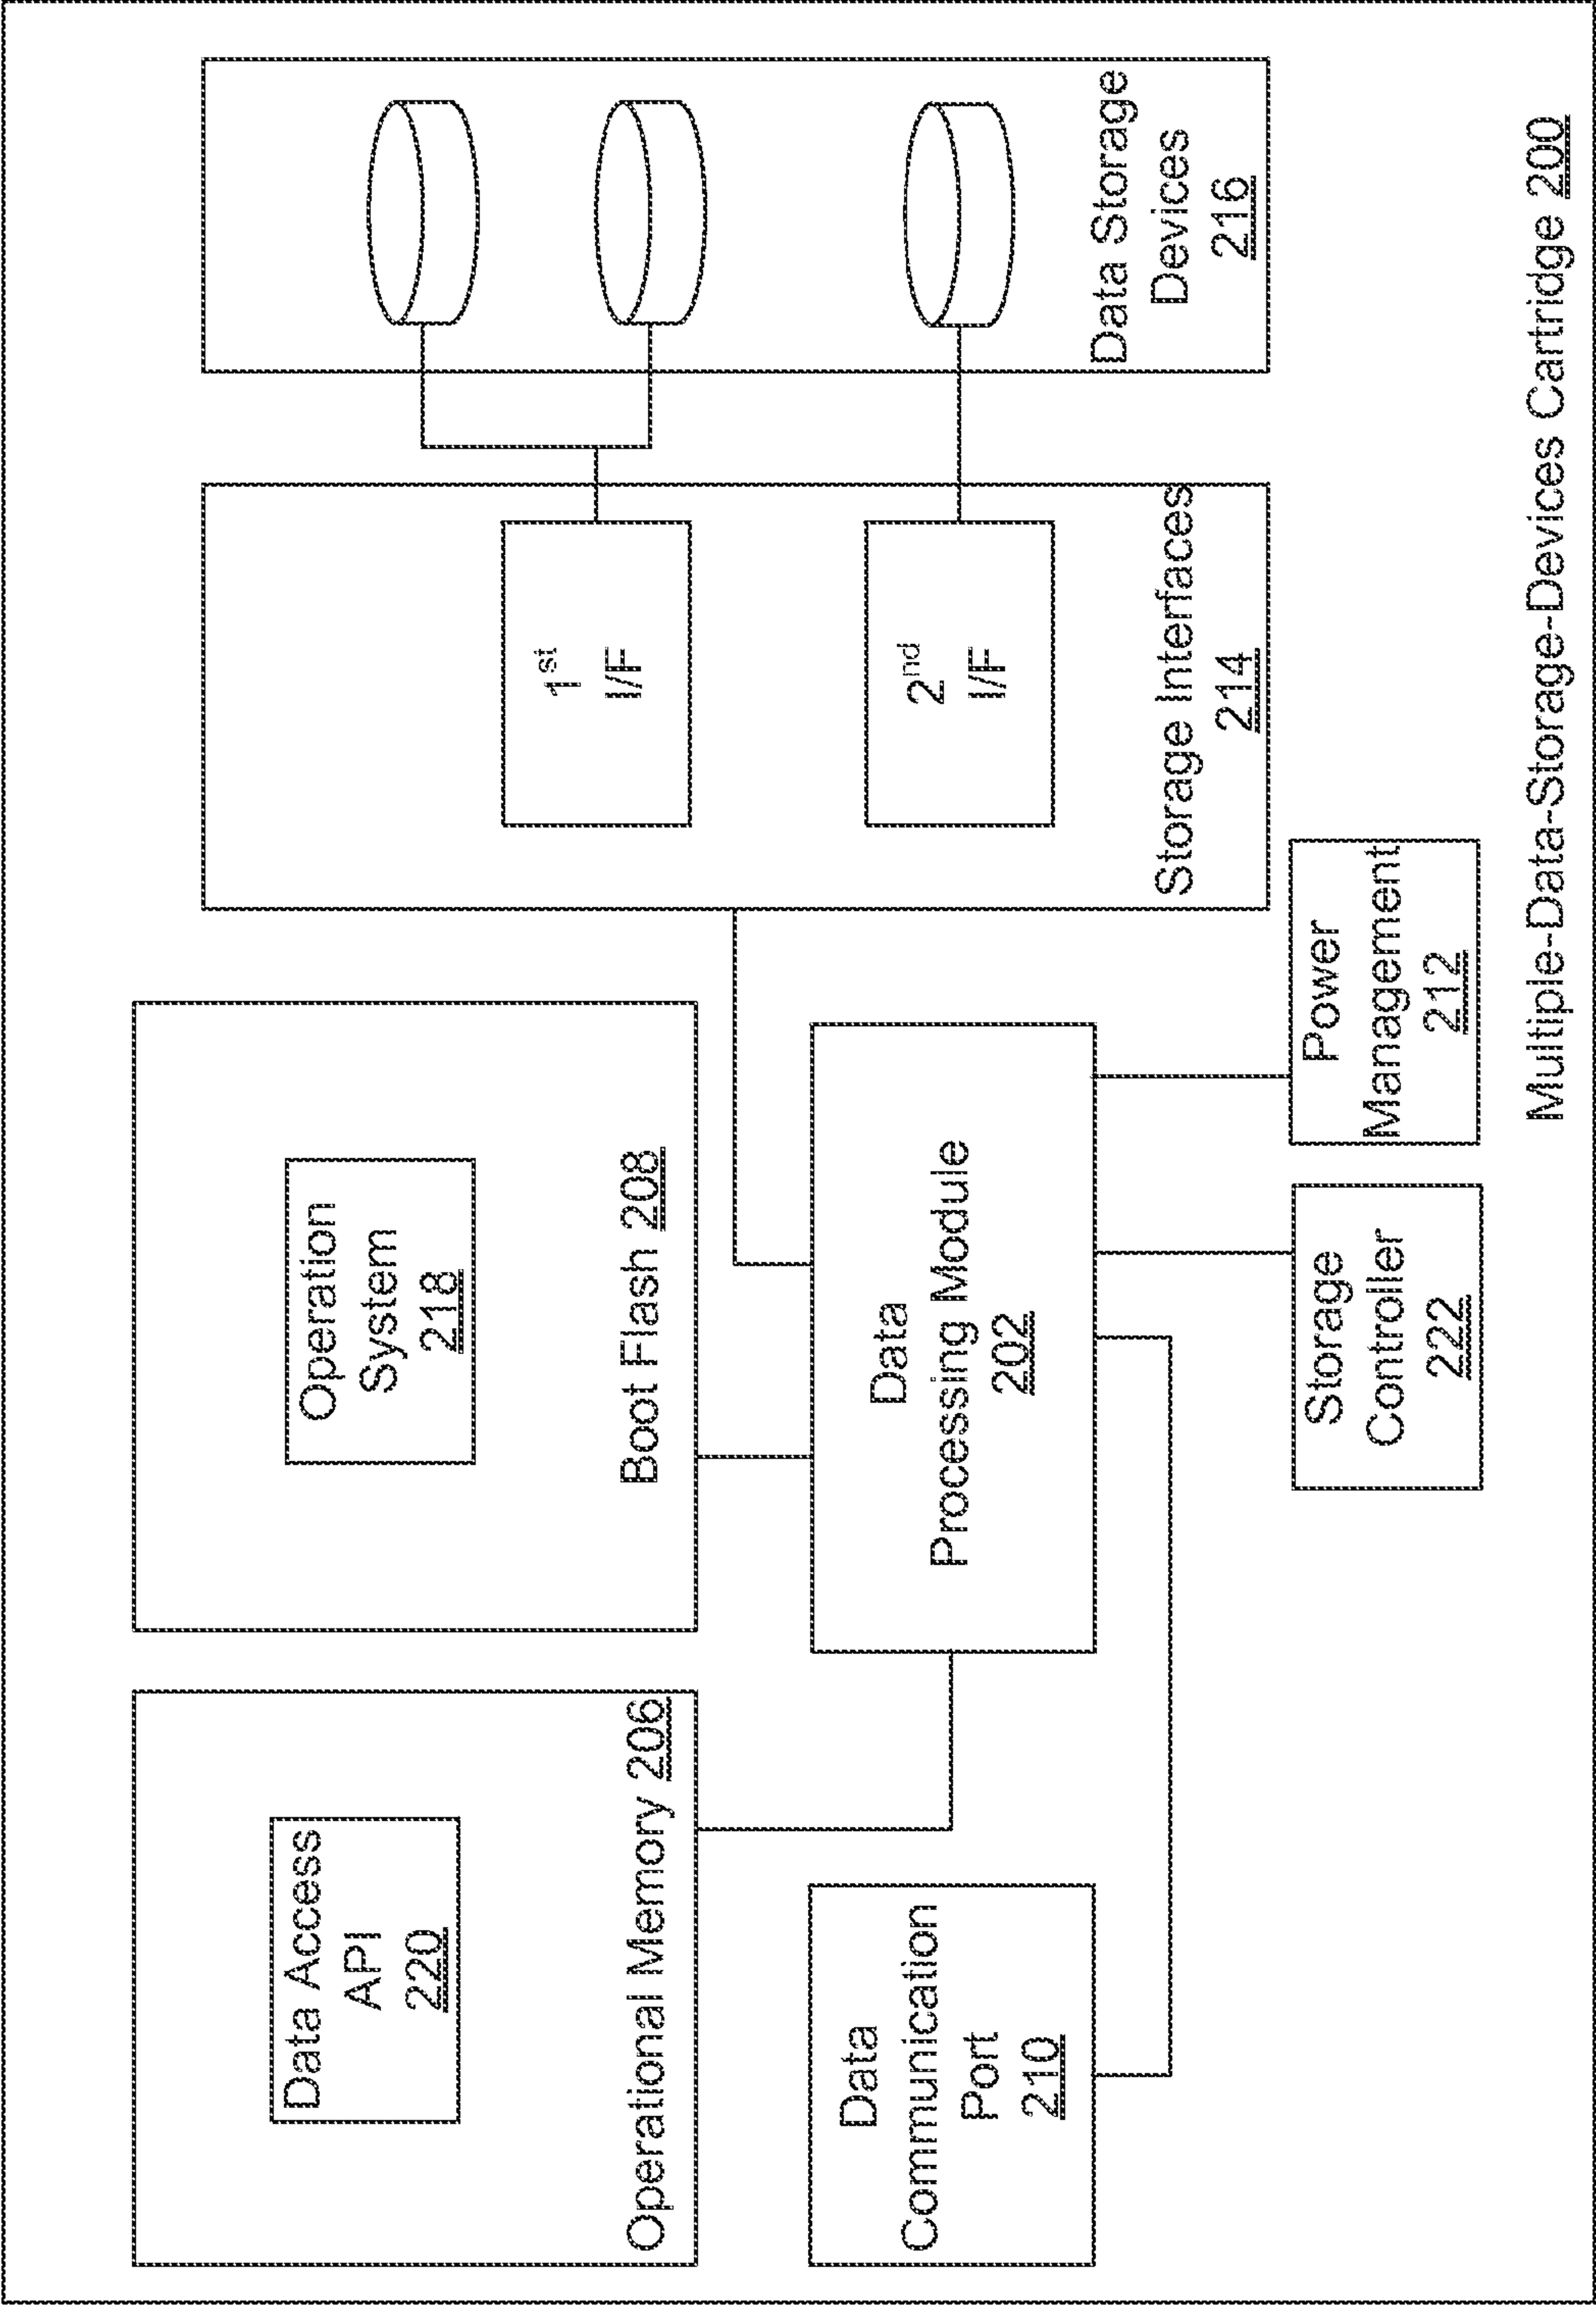 Data Access
API
220
Operational Memory 206
Operation
System
218
Boot Flash 208
1st
I/F
2nd
I/F
Storage Interfaces
214
Data Storage
Devices
216
Data
Communication
Port
210
Data
Processing Module
202
Storage
Controller
222
Power
Management
212
Multiple-Data-Storage-Devices Cartridge 200